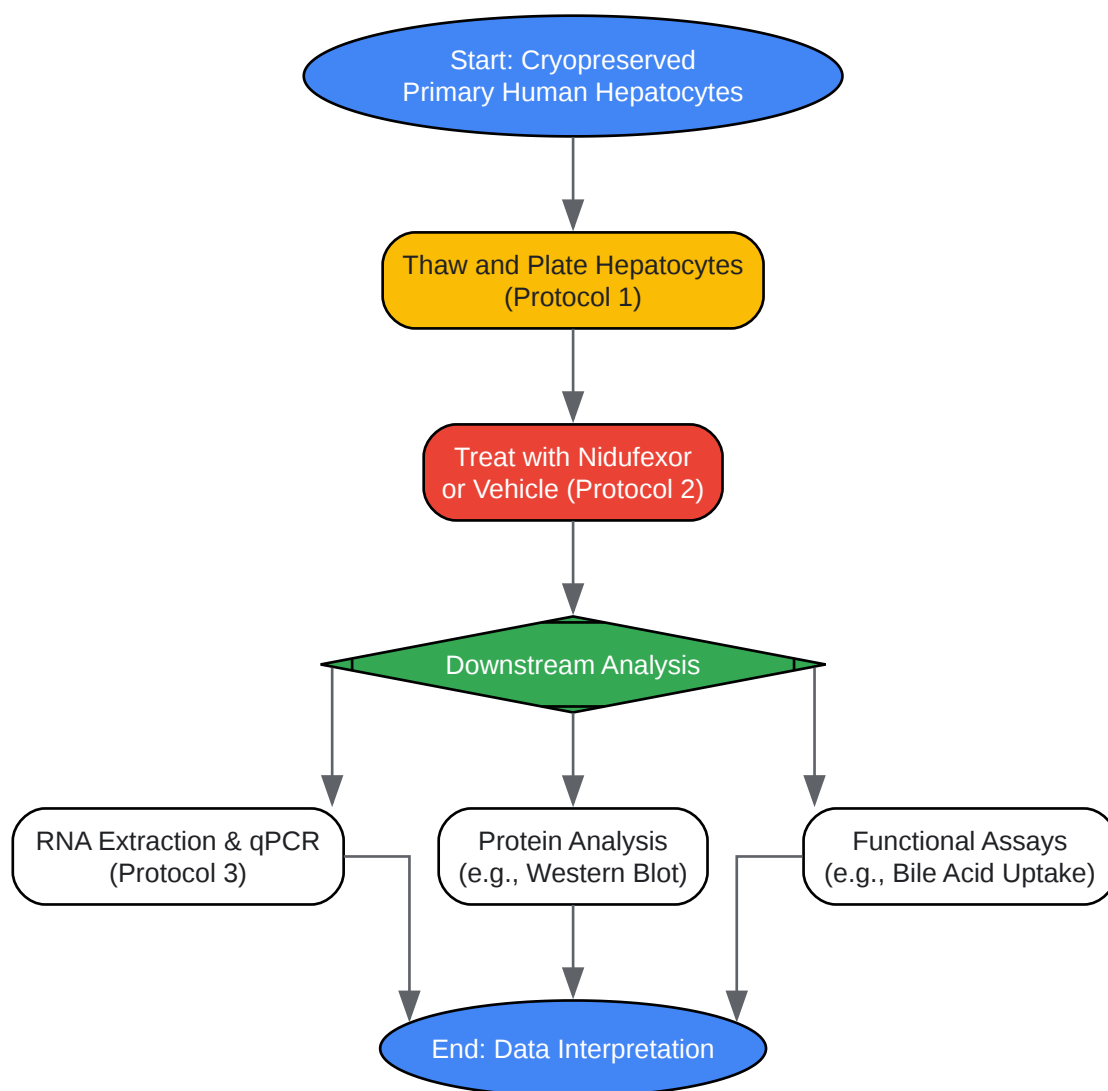 Start: Cryopreserved
Primary Human Hepatocytes
Thaw and Plate Hepatocytes
(Protocol 1)
Treat with Nidufexor
or Vehicle (Protocol 2)
Downstream Analysis
RNA Extraction & qPCR
(Protocol 3)
Protein Analysis
(e.g., Western Blot)
Functional Assays
(e.g., Bile Acid Uptake)
End: Data Interpretation